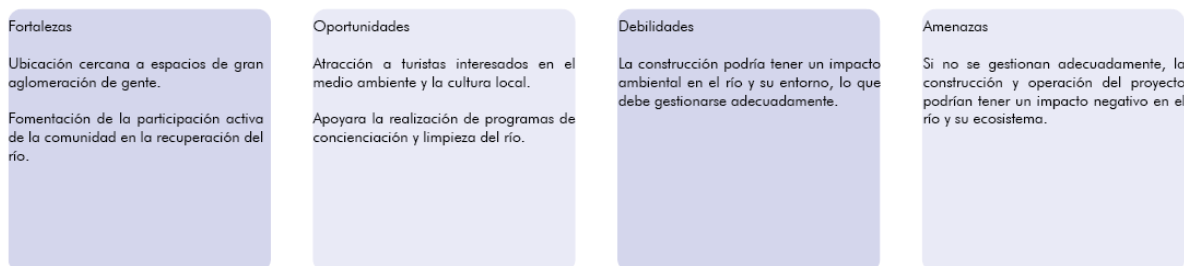 Fortalezas
Ubicación cercana a espacios de gran
aglomeración de gente.
Fomentación de la participación activa
de la comunidad en la recuperación del
río.
Oportunidades
Atracción a turistas interesados en el
medio ambiente y la cultura local.
Apoyara la realización de programas de
concienciación y limpieza del río.
Debilidades
La construcción podría tener un impacto
ambiental en el río y su entorno, lo que
debe gestionarse adecuadamente.
Amenazas
Si no se gestionan adecuadamente, la
construcción y operación del proyecto
podrían tener un impacto negativo en el
río y su ecosistema.